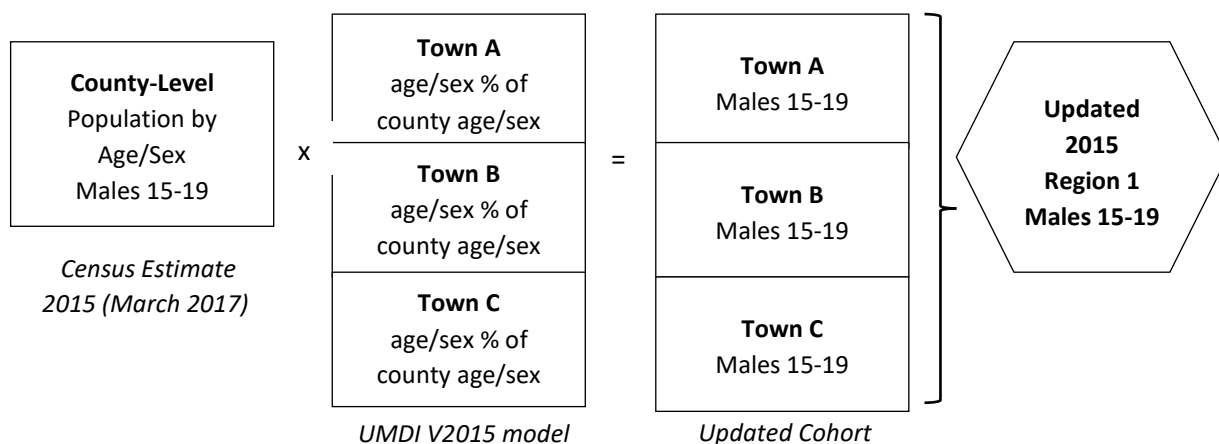 County-Level
Population by
Age/Sex
Males 15-19
Census Estimate
2015 (March 2017)
x
Town A
age/sex % of
county age/sex
Town B
age/sex % of
county age/sex
Town C
age/sex % of
county age/sex
UMDI V2015 model
=
Town A
Males 15-19
Town B
Males 15-19
Town C
Males 15-19
Updated Cohort
Updated
2015
Region 1
Males 15-19